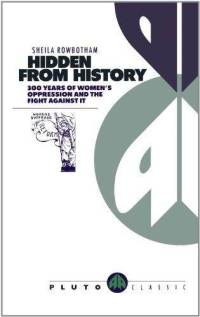 SHEILA ROWBOTHAM
HIDDEN
FROM HISTORY
300 YEARS OF WOMEN'S
OPPRESSION AND THE
FIGHT AGAINST IT
PLUTO CLASSIC